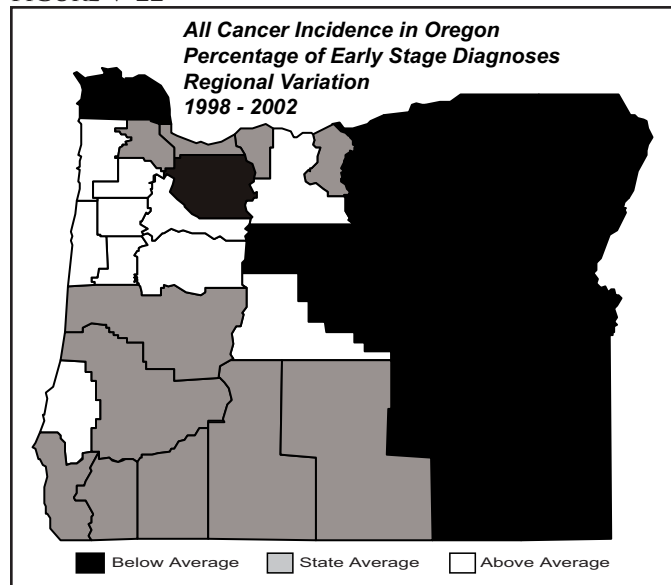 All Cancer Incidence in Oregon
Percentage of Early Stage Diagnoses
Regional Variation
1998 - 2002
Below Average State Average Above Average